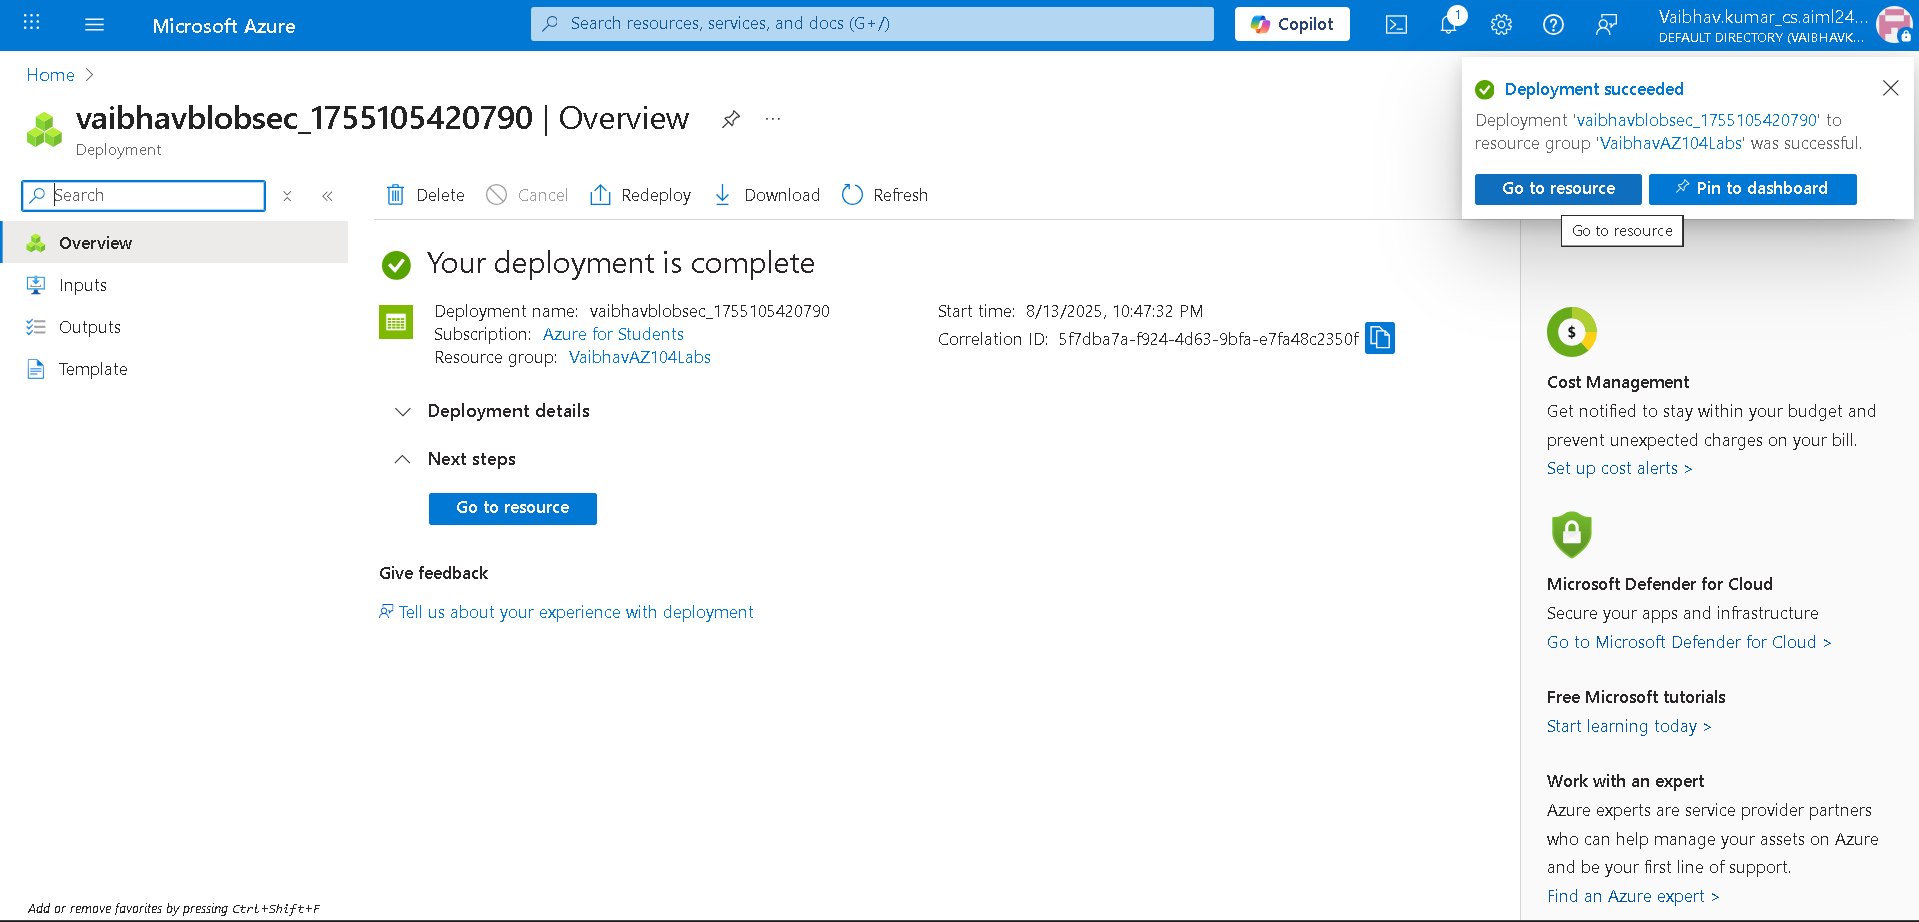 Microsoft Azure
Search resources, services, and docs (G+/)
Copilot
1
Vaibhav.kumar_cs.aiml24...
DEFAULT DIRECTORY (VAIBHAVK...
Home
vaibhavblobsec_1755105420790 | Overview
...
Deployment
Deployment succeeded
Deployment 'vaibhavblobsec_1755105420790' to
resource group 'VaibhavAZ104Labs' was successful.
Go to resource
Pin to dashboard
Go to resource
Search
Delete
Cancel
Redeploy
Download
Refresh
Overview
Inputs
Outputs
Template
Your deployment is complete
Deployment name: vaibhavblobsec_1755105420790
Subscription: Azure for Students
Resource group: VaibhavAZ104Labs
Start time: 8/13/2025, 10:47:32 PM
Correlation ID: 5f7dba7a-f924-4d63-9bfa-e7fa48c2350f
Deployment details
Next steps
Go to resource
Give feedback
Tell us about your experience with deployment
$
Cost Management
Get notified to stay within your budget and
prevent unexpected charges on your bill.
Set up cost alerts >
Microsoft Defender for Cloud
Secure your apps and infrastructure
Go to Microsoft Defender for Cloud >
Free Microsoft tutorials
Start learning today >
Work with an expert
Azure experts are service provider partners
who can help manage your assets on Azure
and be your first line of support.
Find an Azure expert >
Add or remove favorites by pressing Ctrl+Shift+F